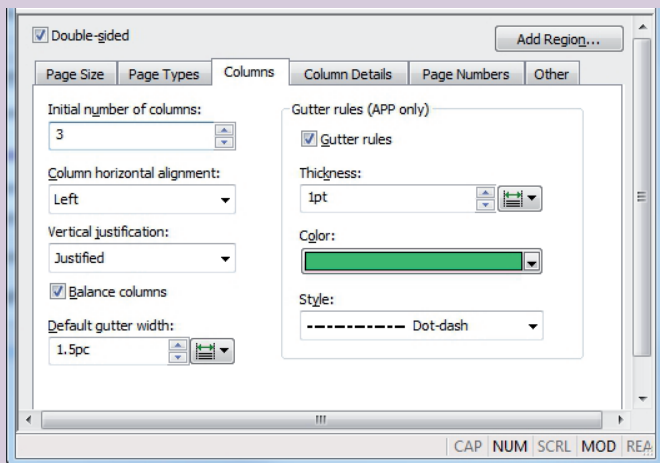 Double-sided
Add Region...
Page Size Page Types Columns Column Details Page Numbers Other
Initial number of columns:
3
Column horizontal alignment:
Left
Vertical justification:
Justified
Balance columns
Default gutter width:
1.5pc
Gutter rules (APP only)
Gutter rules
Thickness:
1pt
Color:
Style:
Dot-dash
CAP NUM SCRL MOD REA